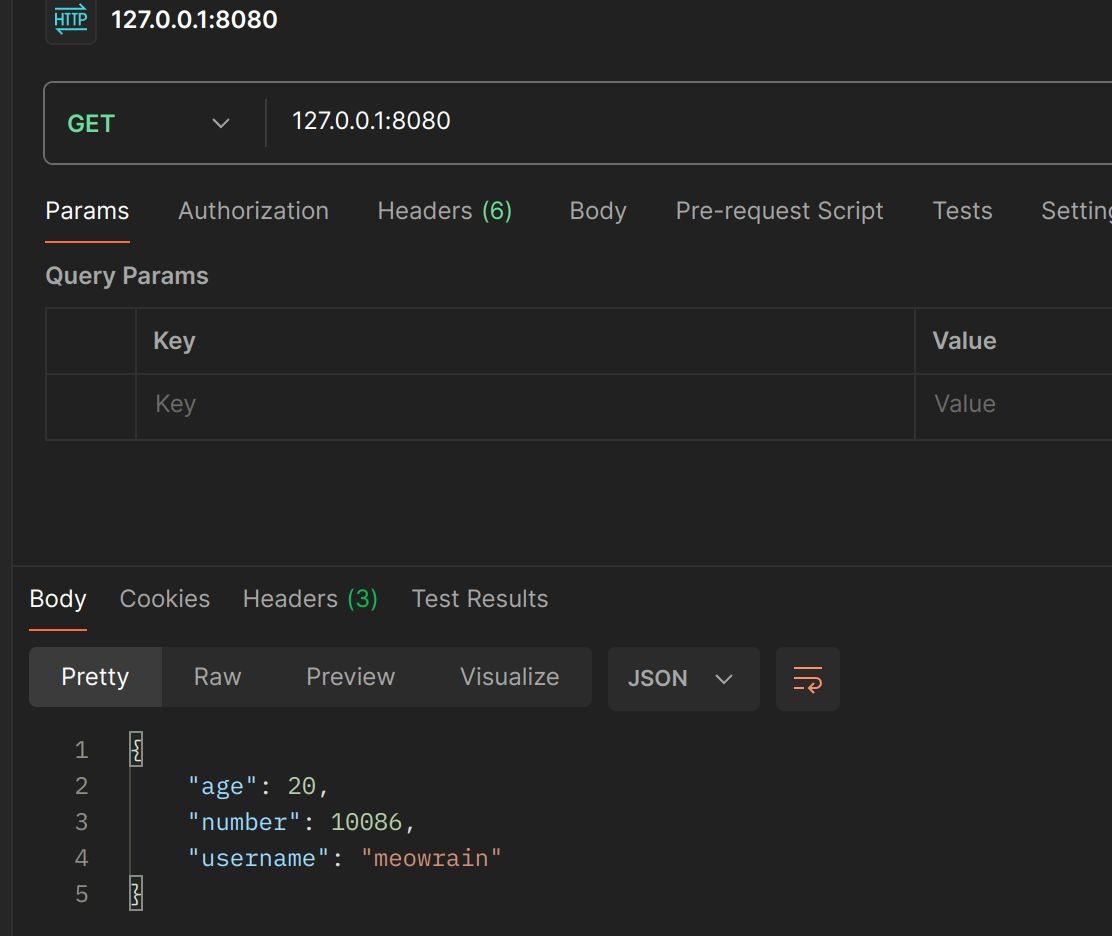 HTTP 127.0.0.1:8080
GET 127.0.0.1:8080
Params Authorization Headers (6) Body Pre-request Script Tests Setting
Query Params
Key Value
Key Value
Body Cookies Headers (3) Test Results
Pretty Raw Preview Visualize JSON
1 {
2 "age": 20,
3 "number": 10086,
4 "username": "meowrain"
5 }